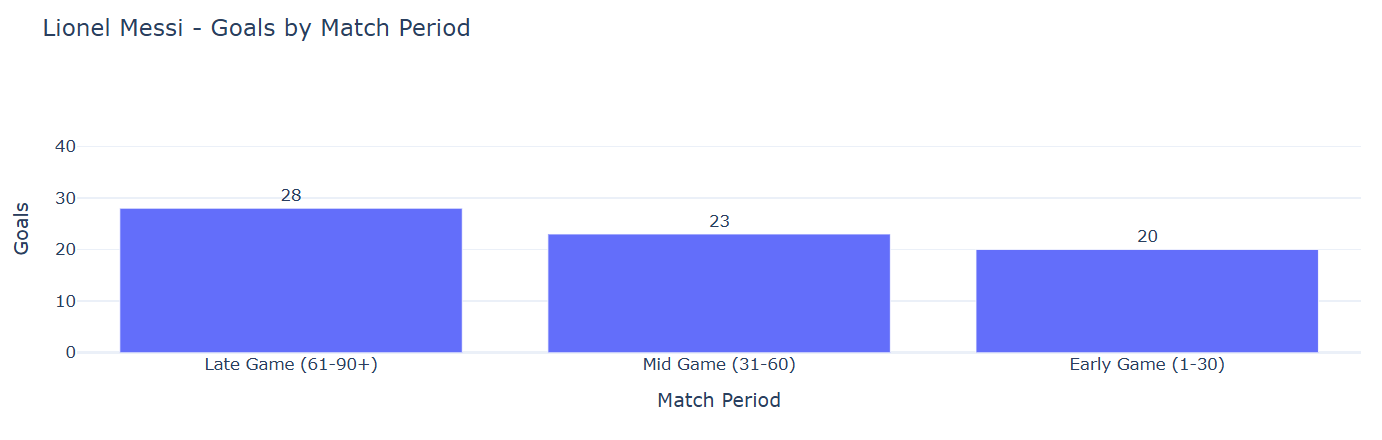 Lionel Messi - Goals by Match Period
40
30
20
10
0
Goals
28
23
20
Late Game (61-90+)
Mid Game (31-60)
Early Game (1-30)
Match Period